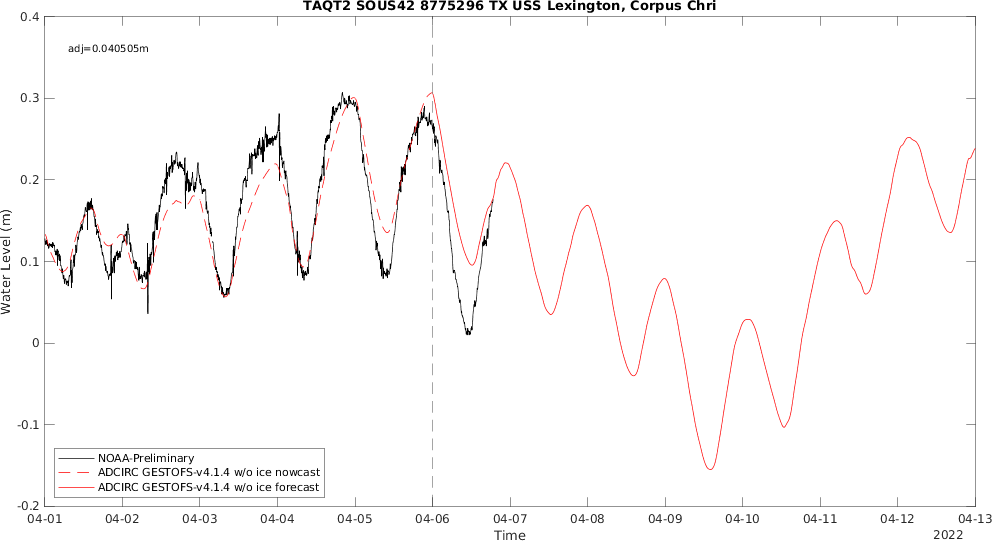 TAQT2 SOUS42 8775296 TX USS Lexington, Corpus Chri
adj=0.040505m
0.4
0.3
0.2
0.1
0
-0.1
-0.2
Water Level (m)
NOAA-Preliminary
ADCIRC GESTOFS-v4.1.4 w/o ice nowcast
ADCIRC GESTOFS-v4.1.4 w/o ice forecast
04-01 04-02 04-03 04-04 04-05 04-06 04-07 04-08 04-09 04-10 04-11 04-12 04-13
Time
2022